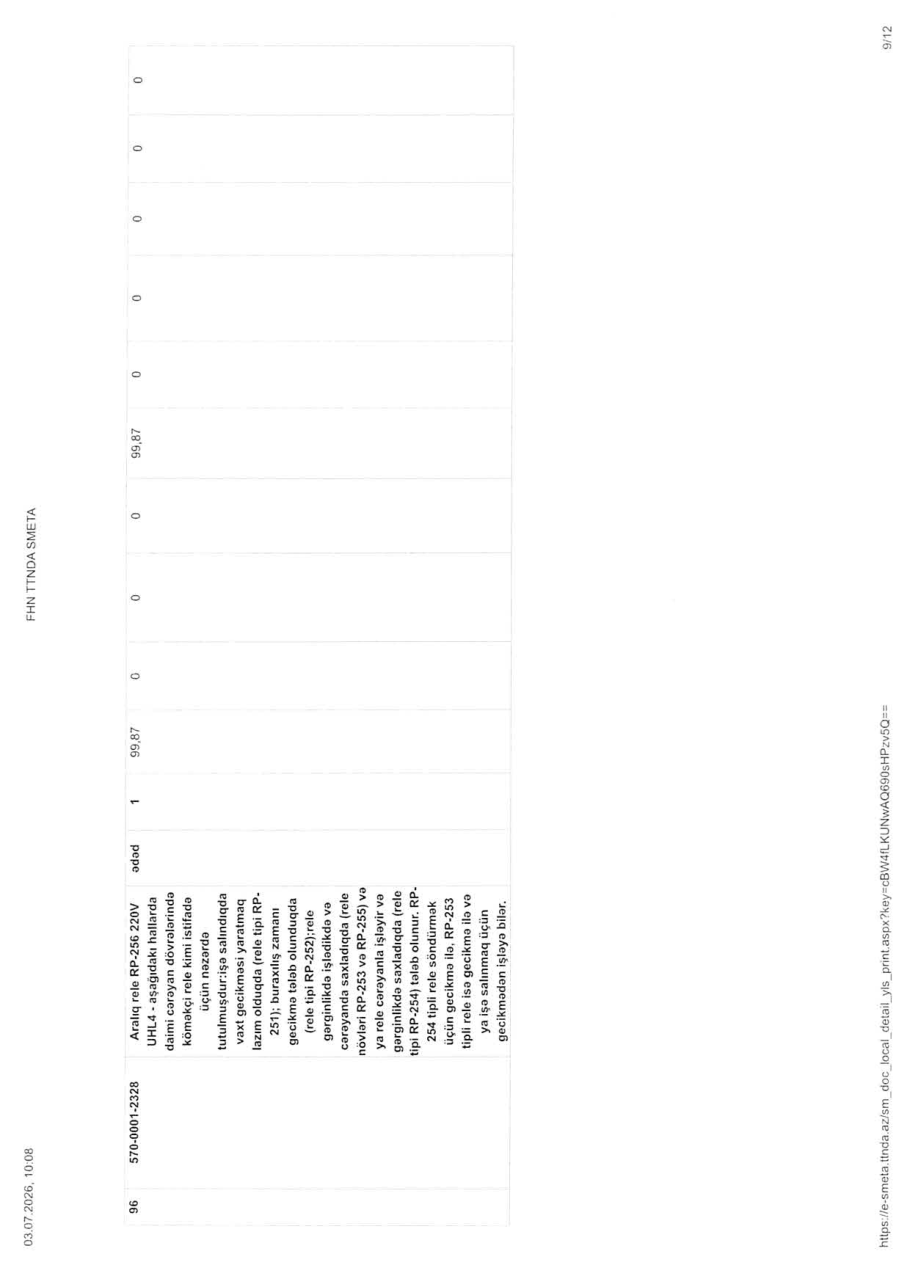 03.07.2026, 10:08
FHN TTNDA SMETA
96
570-0001-2328
Aralıq rele RP-256 220V
UHL4 - aşağıdakı hallarda
daimi cərəyan dövrələrində
köməkçi rele kimi istifadə
üçün nəzərdə
tutulmuşdur:işə salındıqda
vaxt gecikməsi yaratmaq
lazım olduqda (rele tipi RP-
251); buraxılış zamanı
gecikmə tələb olunduqda
(rele tipi RP-252);rele
gərginlikdə işlədikdə və
cərəyanda saxladıqda (rele
növləri RP-253 və RP-255) və
ya rele cərəyanla işləyir və
gərginlikdə saxladıqda (rele
tipi RP-254) tələb olunur. RP-
254 tipli rele söndürmək
üçün gecikmə ilə, RP-253
tipli rele isə gecikmə ilə və
ya işə salınmaq üçün
gecikmədən işləyə bilər.
ədəd
1
99,87
0
0
0
99,87
0
0
0
0
0
https://e-smeta.ttnda.az/sm_doc_local_detail_yls_print.aspx?key=cBW4fLKUNwAQ690sHPzv5Q==
9/12